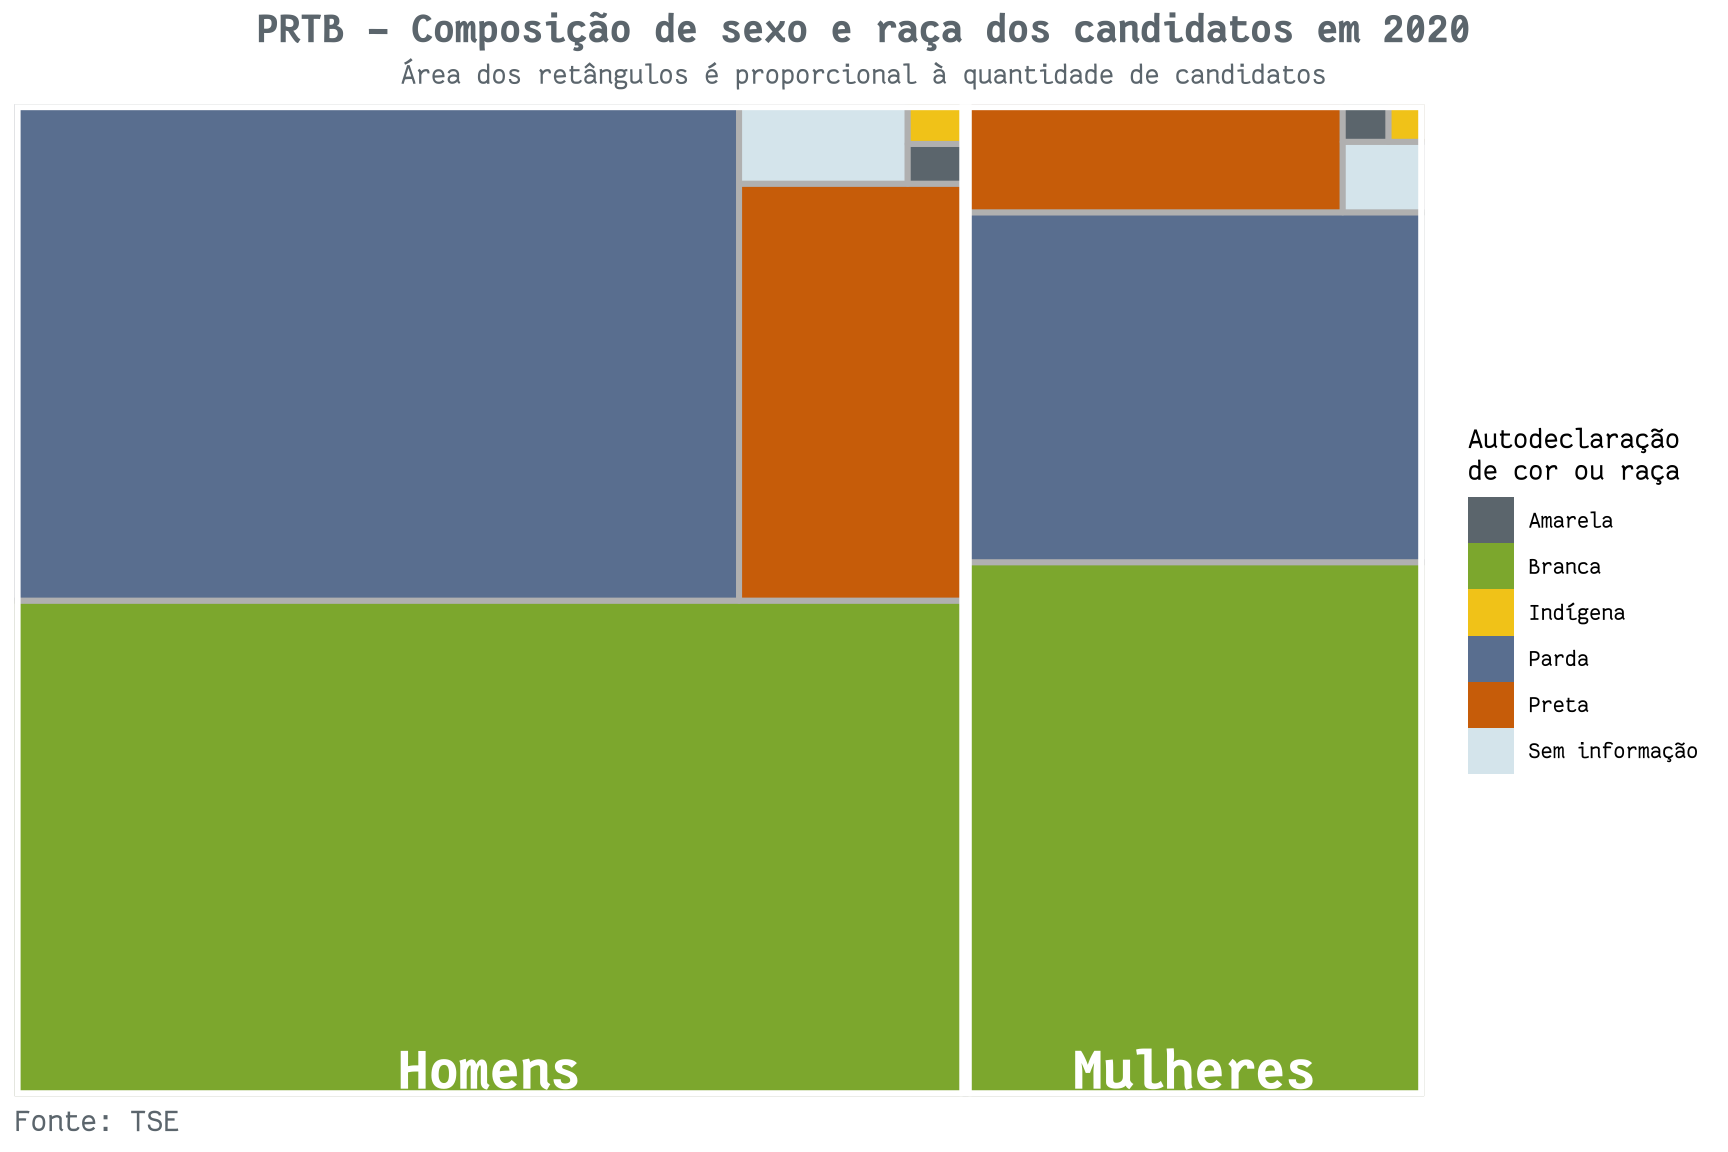 PRTB – Composição de sexo e raça dos candidatos em 2020
Área dos retângulos é proporcional à quantidade de candidatos
Autodeclaração
de cor ou raça
Amarela
Branca
Indígena
Parda
Preta
Sem informação
Homens
Mulheres
Fonte: TSE